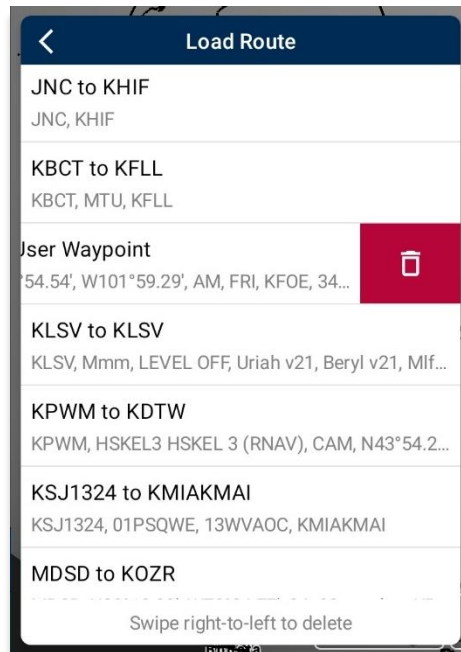 Load Route
JNC to KHIF
JNC, KHIF
KBCT to KFLL
KBCT, MTU, KFLL
User Waypoint
°54.54', W101°59.29', AM, FRI, KFOE, 34...
KLSV to KLSV
KLSV, Mmm, LEVEL OFF, Uriah v21, Beryl v21, Mlf...
KPWM to KDTW
KPWM, HSKEL3 HSKEL 3 (RNAV), CAM, N43°54.2...
KSJ1324 to KMIAKMAI
KSJ1324, 01PSQWE, 13WVAOC, KMIAKMAI
MDSD to KOZR
Swipe right-to-left to delete